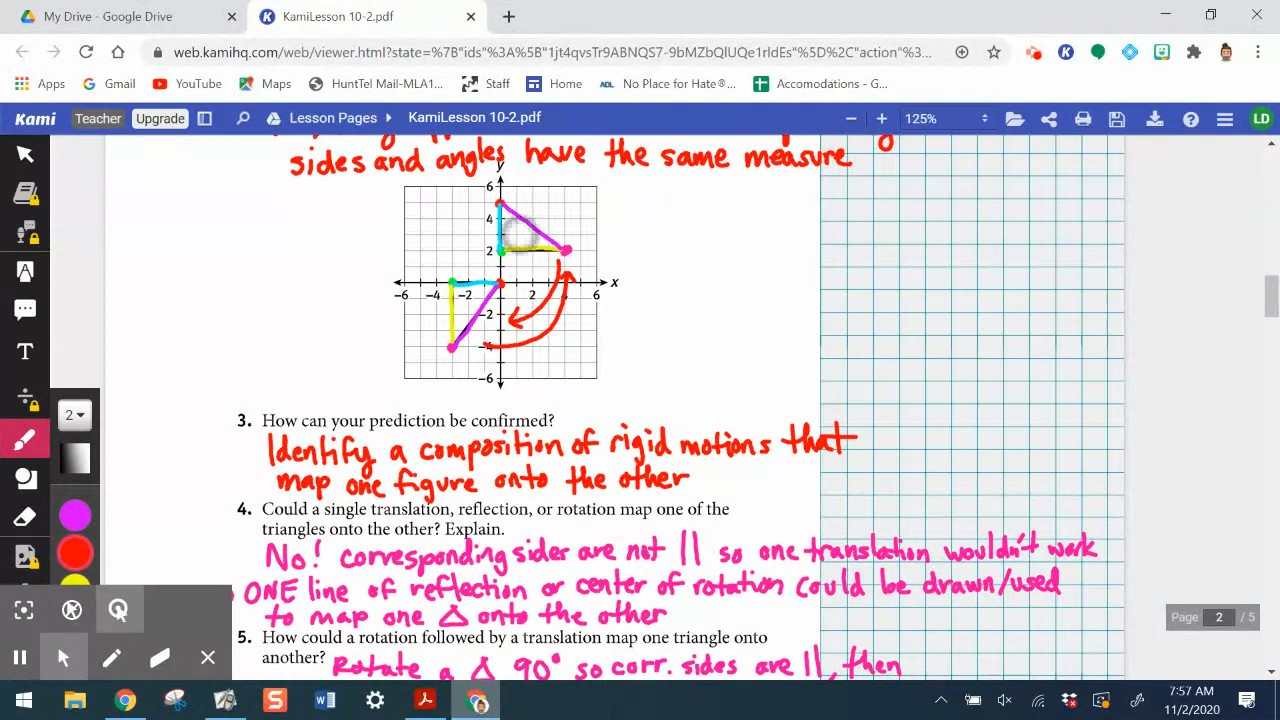 My Drive - Google Drive
KamiLesson 10-2.pdf
web.kamihq.com/web/viewer.html?state=%7B"ids"%3A%5B"1jt4qvsTr9ABNQS7-9bMZbQlUQe1rldEs"%5D%2C"action"%3...
Apps Gmail YouTube Maps HuntTel Mail-MLA1... Staff Home No Place for Hate®... Accomodations - G...
Kami Teacher Upgrade Lesson Pages KamiLesson 10-2.pdf 125% LD
sides and angles have the same measure
y
6
4
2
-6 -4 -2 2 4 6 x
-2
-4
-6
3. How can your prediction be confirmed?
Identify a composition of rigid motions that
map one figure onto the other
4. Could a single translation, reflection, or rotation map one of the
triangles onto the other? Explain.
No! corresponding sides are not || so one translation wouldn't work
ONE line of reflection or center of rotation could be drawn/used
to map one △ onto the other
Page 2 / 5
5. How could a rotation followed by a translation map one triangle onto
another? Rotate a △ 90° so corr. sides are ||, then
2
7:57 AM
11/2/2020